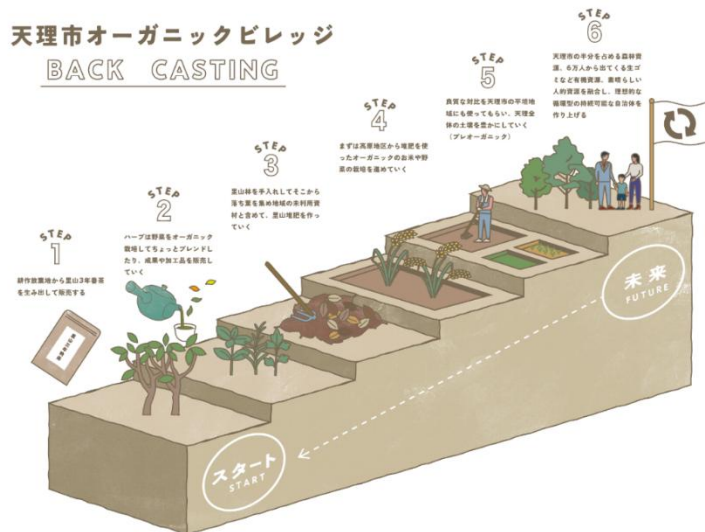 天理市オーガニックビレッジ
BACK CASTING
STEP
1
耕作放棄地から里山3年番茶
を生み出して販売する
STEP
2
ハーブは野菜をオーガニック
栽培してちょっとブレンドし
たり、成果や加工品を販売し
ていく
STEP
3
里山林を手入れしてそこから
落ち葉を集め地域の未利用資
材と含めて、里山堆肥を作っ
ていく
STEP
4
まずは高原地区から堆肥を使
ったオーガニックのお米や野
菜の栽培を進めていく
STEP
5
良質な対比を天理市の平坦地
域にも使ってもらい、天理全
体の土壌を豊かにしていく
(プレオーガニック)
STEP
6
天理市の半分を占める森林資
源、6万人から出てくる生ゴ
ミなど有機資源、素晴らしい
人的資源を融合し、理想的な
循環型の持続可能な自治体を
作り上げる
未来
FUTURE
スタート
START